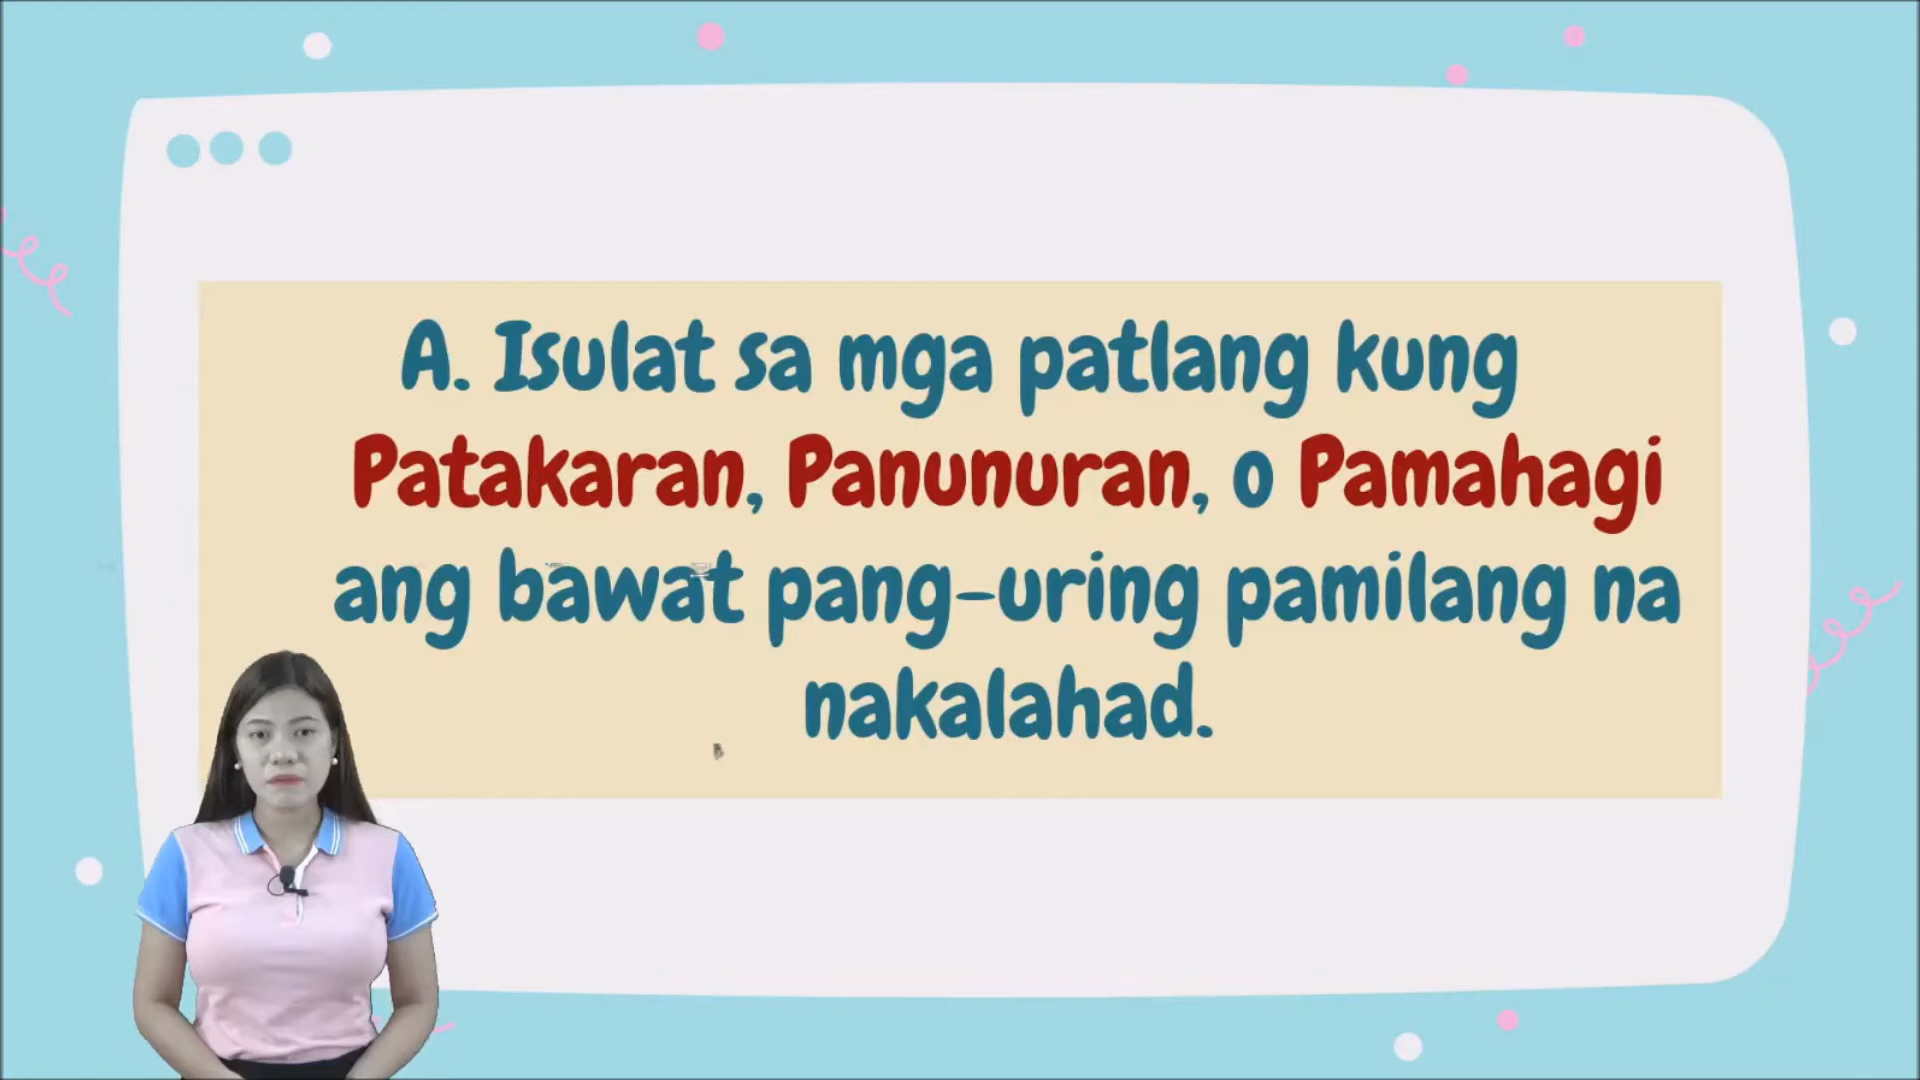 A. Isulat sa mga patlang kung
Patakaran, Panunuran, o Pamahagi
ang bawat pang-uring pamilang na
nakalahad.